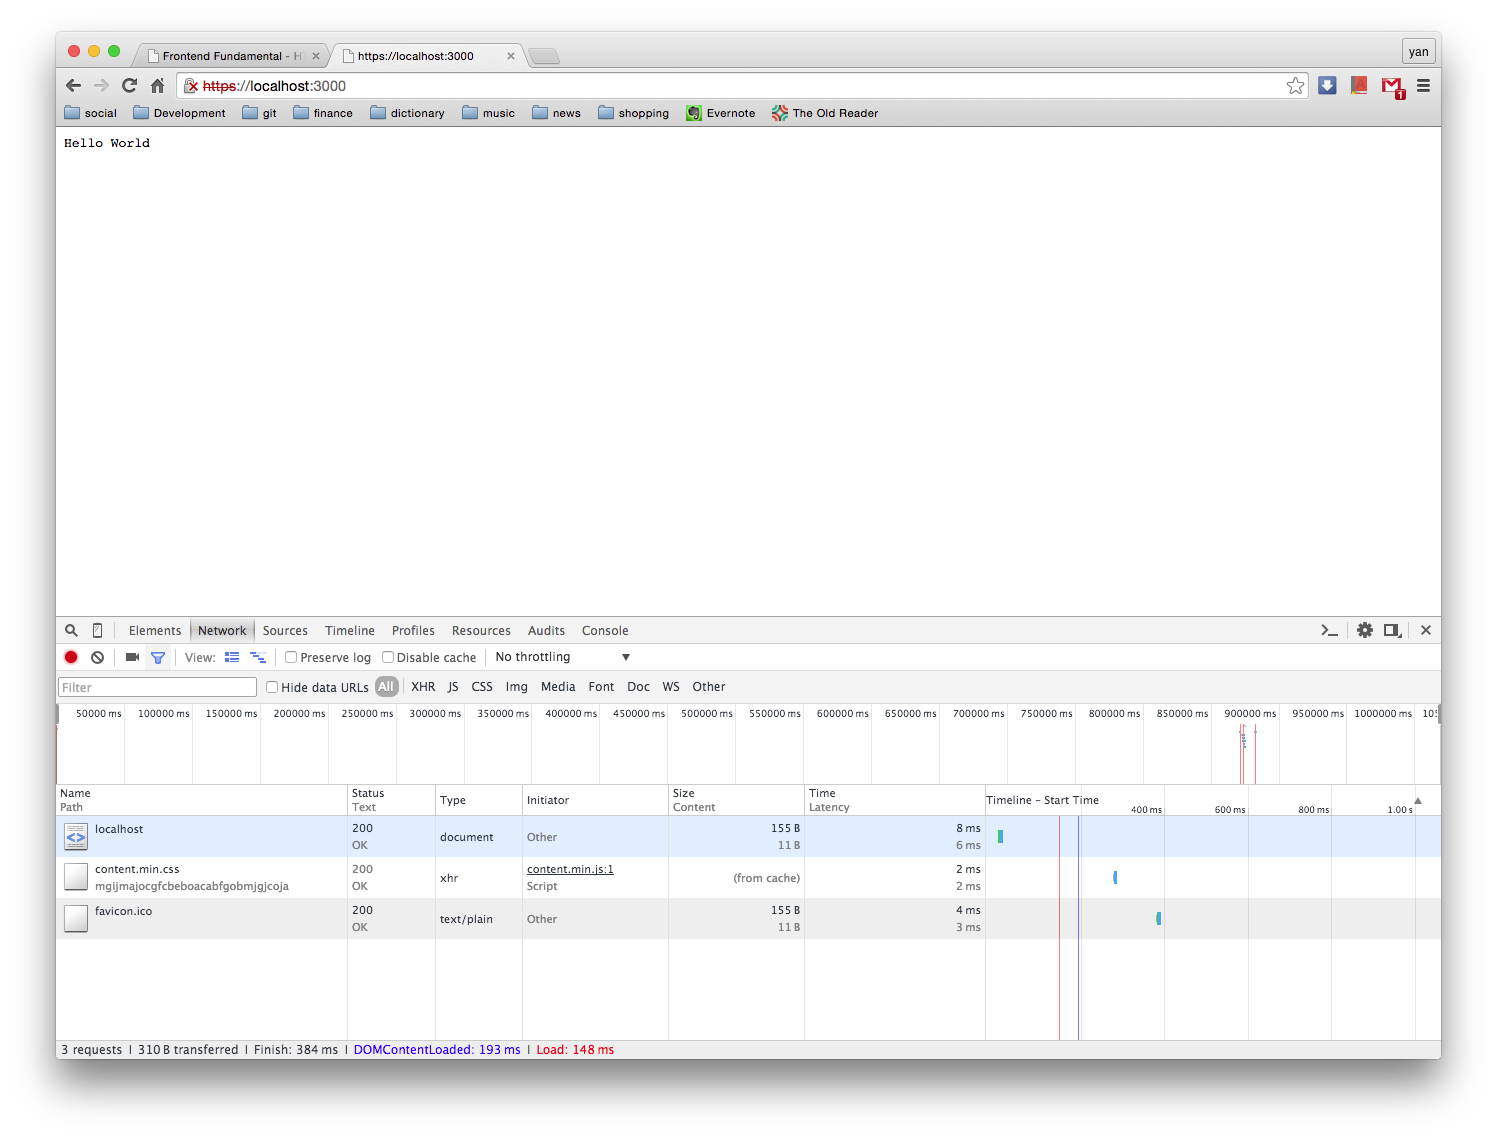 Frontend Fundamental - HT
https://localhost:3000
yan
https://localhost:3000
1
social Development git finance dictionary music news shopping Evernote The Old Reader
Hello World
Elements Network Sources Timeline Profiles Resources Audits Console
View: Preserve log Disable cache No throttling
Filter Hide data URLs All XHR JS CSS Img Media Font Doc WS Other
50000 ms 100000 ms 150000 ms 200000 ms 250000 ms 300000 ms 350000 ms 400000 ms 450000 ms 500000 ms 550000 ms 600000 ms 650000 ms 700000 ms 750000 ms 800000 ms 850000 ms 900000 ms 950000 ms 1000000 ms
Name Status Type Initiator Size Time Timeline – Start Time
Path Text Content Latency 400 ms 600 ms 800 ms 1.00 s
localhost 200 document Other 155 B 8 ms
OK 11 B 6 ms
content.min.css 200 xhr content.min.js:1 (from cache) 2 ms
mgijmajocgfcbeboacabfgobmjgjcoja OK Script 2 ms
favicon.ico 200 text/plain Other 155 B 4 ms
OK 11 B 3 ms
3 requests | 310 B transferred | Finish: 384 ms | DOMContentLoaded: 193 ms | Load: 148 ms